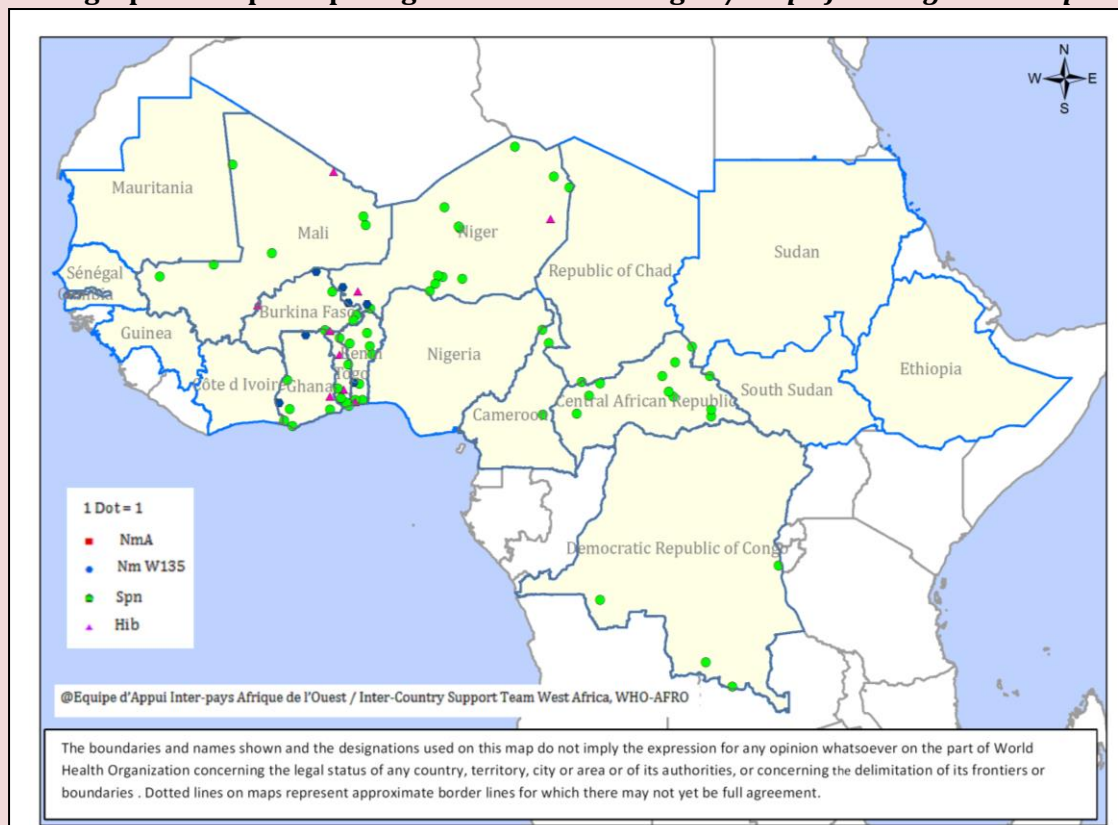 N
W E
S
Mauritania
Mali
Niger
Sudan
Republic of Chad
Sénégal
Gambia
Burkina Faso
Guinea
Nigeria
Benin
Togo
Ethiopia
Côte d Ivoire
Ghana
South Sudan
Central African Republic
Cameroon
Democratic Republic of Congo
1 Dot = 1
NmA
Nm W135
Spn
Hib
@Equipe d'Appui Inter-pays Afrique de l'Ouest / Inter-Country Support Team West Africa, WHO-AFRO
The boundaries and names shown and the designations used on this map do not imply the expression for any opinion whatsoever on the part of World
Health Organization concerning the legal status of any country, territory, city or area or of its authorities, or concerning the delimitation of its frontiers or
boundaries . Dotted lines on maps represent approximate border lines for which there may not yet be full agreement.